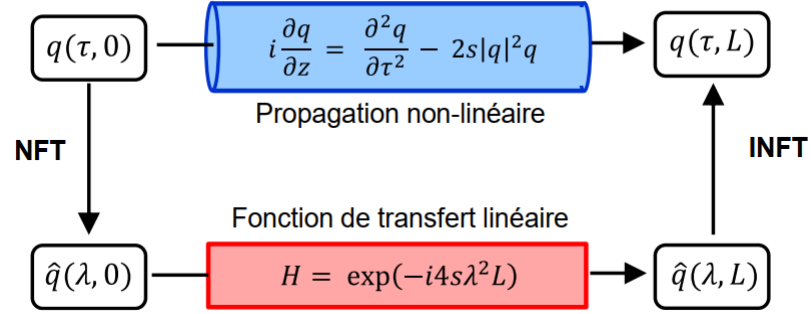 q(τ, 0)
i ∂q/∂z = ∂²q/∂τ² − 2s|q|²q
q(τ, L)
Propagation non-linéaire
NFT
INFT
Fonction de transfert linéaire
q̂(λ, 0)
H = exp(−i4sλ²L)
q̂(λ, L)